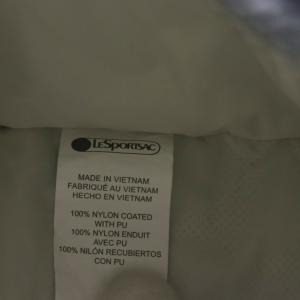 LeSportsac
MADE IN VIETNAM
FABRIQUÉ AU VIETNAM
HECHO EN VIETNAM
100% NYLON COATED
WITH PU
100% NYLON ENDUIT
AVEC PU
100% NILÓN RECUBIERTOS
CON PU